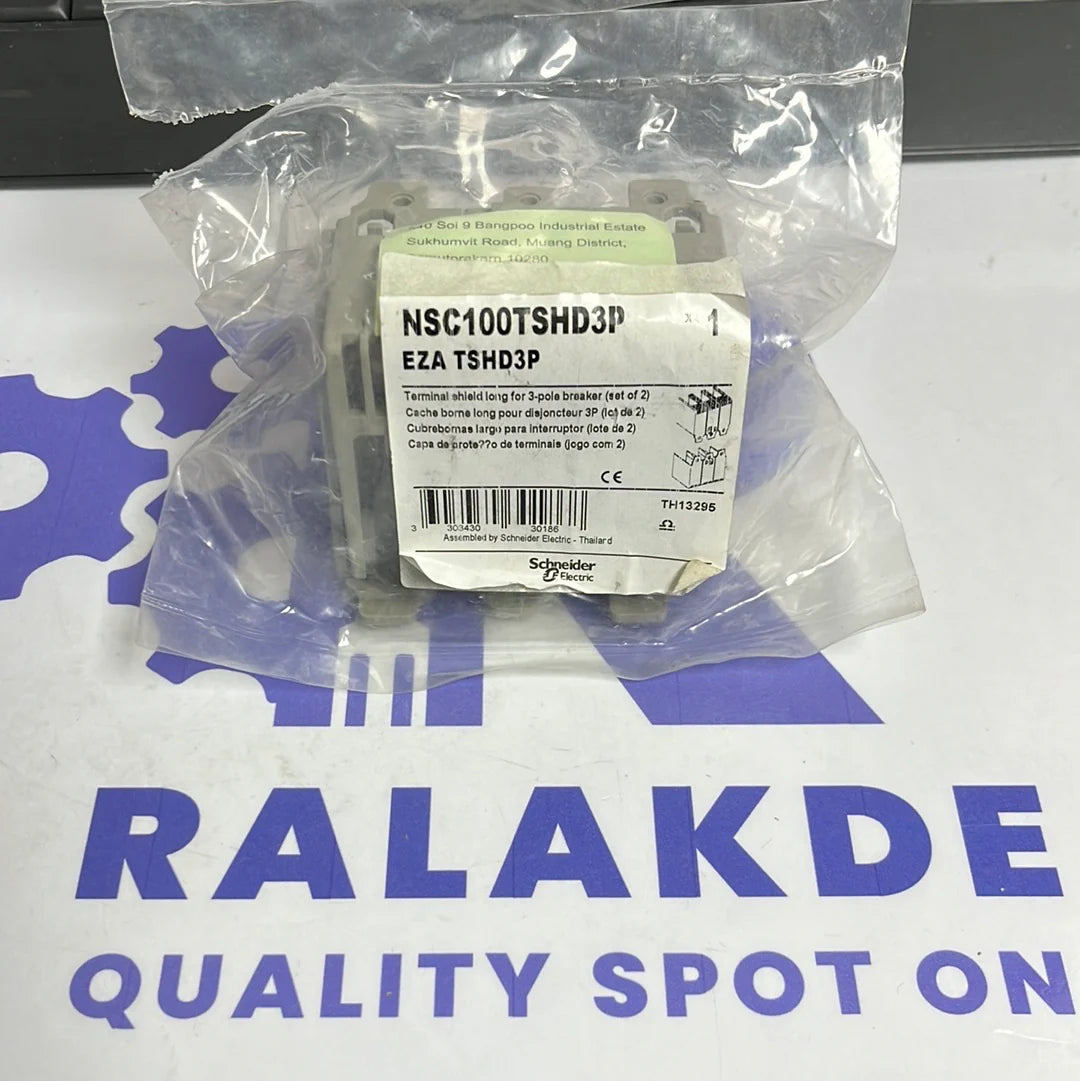 Soi 9 Bangpoo Industrial Estate
Sukhumvit Road, Muang District,
10280
NSC100TSHD3P x 1
EZA TSHD3P
Terminal shield long for 3-pole breaker (set of 2)
Cache borne long pour disjoncteur 3P (lot de 2)
Cubrebornas largo para interruptor (lote de 2)
Capa de prote??o de terminais (jogo com 2)
CE
TH13295
3 303430 30186
Assembled by Schneider Electric - Thailand
Schneider
Electric
RALAKDE
QUALITY SPOT ON